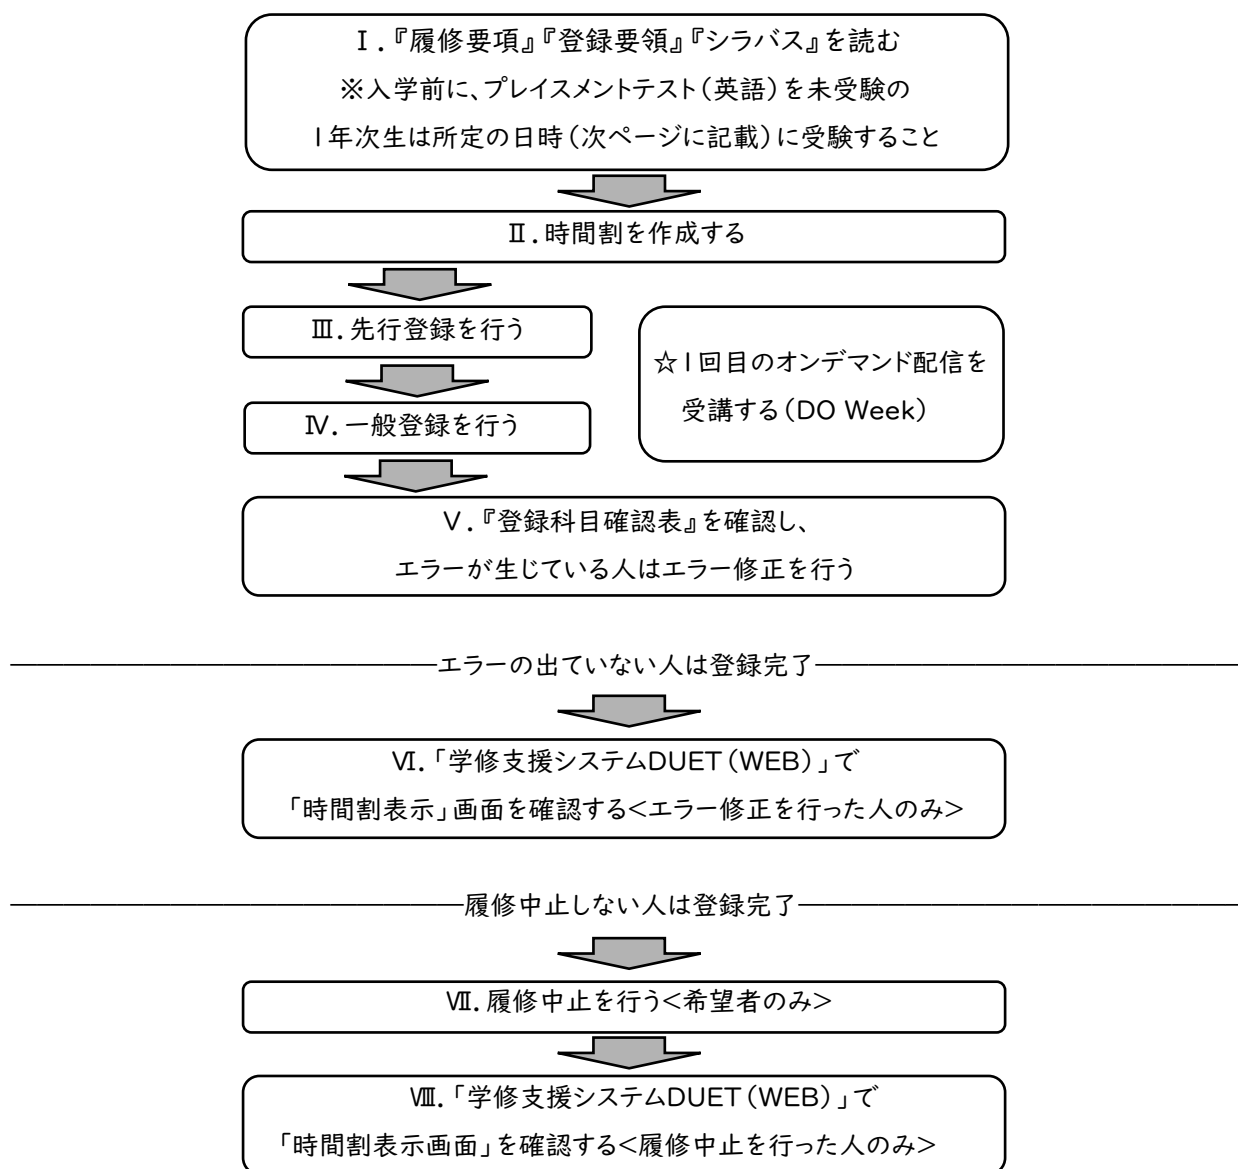 Ⅰ.『履修要項』『登録要領』『シラバス』を読む
※入学前に、プレイスメントテスト(英語)を未受験の
1年次生は所定の日時(次ページに記載)に受験すること
Ⅱ.時間割を作成する
Ⅲ.先行登録を行う
☆1回目のオンデマンド配信を
受講する(DO Week)
Ⅳ.一般登録を行う
Ⅴ.『登録科目確認表』を確認し、
エラーが生じている人はエラー修正を行う
エラーの出ていない人は登録完了
Ⅵ.「学修支援システムDUET(WEB)」で
「時間割表示」画面を確認する<エラー修正を行った人のみ>
履修中止しない人は登録完了
Ⅶ.履修中止を行う<希望者のみ>
Ⅷ.「学修支援システムDUET(WEB)」で
「時間割表示画面」を確認する<履修中止を行った人のみ>